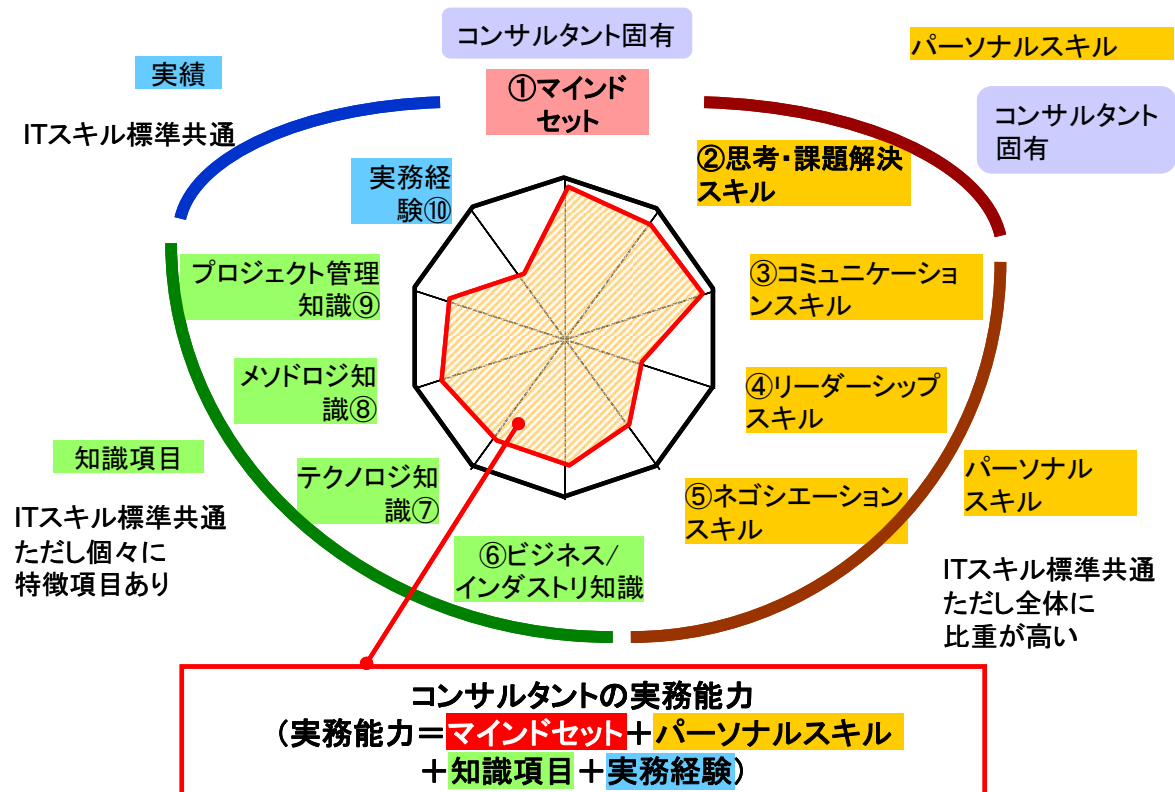 コンサルタント固有
パーソナルスキル
実績
ITスキル標準共通
①マインド
セット
コンサルタント
固有
②思考・課題解決
スキル
実務経
験⑩
プロジェクト管理
知識⑨
③コミュニケーショ
ンスキル
メソドロジ知
識⑧
④リーダーシップ
スキル
知識項目
テクノロジ知
識⑦
⑤ネゴシエーション
スキル
パーソナル
スキル
ITスキル標準共通
ただし個々に
特徴項目あり
⑥ビジネス/
インダストリ知識
ITスキル標準共通
ただし全体に
比重が高い
コンサルタントの実務能力
(実務能力=マインドセット+パーソナルスキル
+知識項目+実務経験)